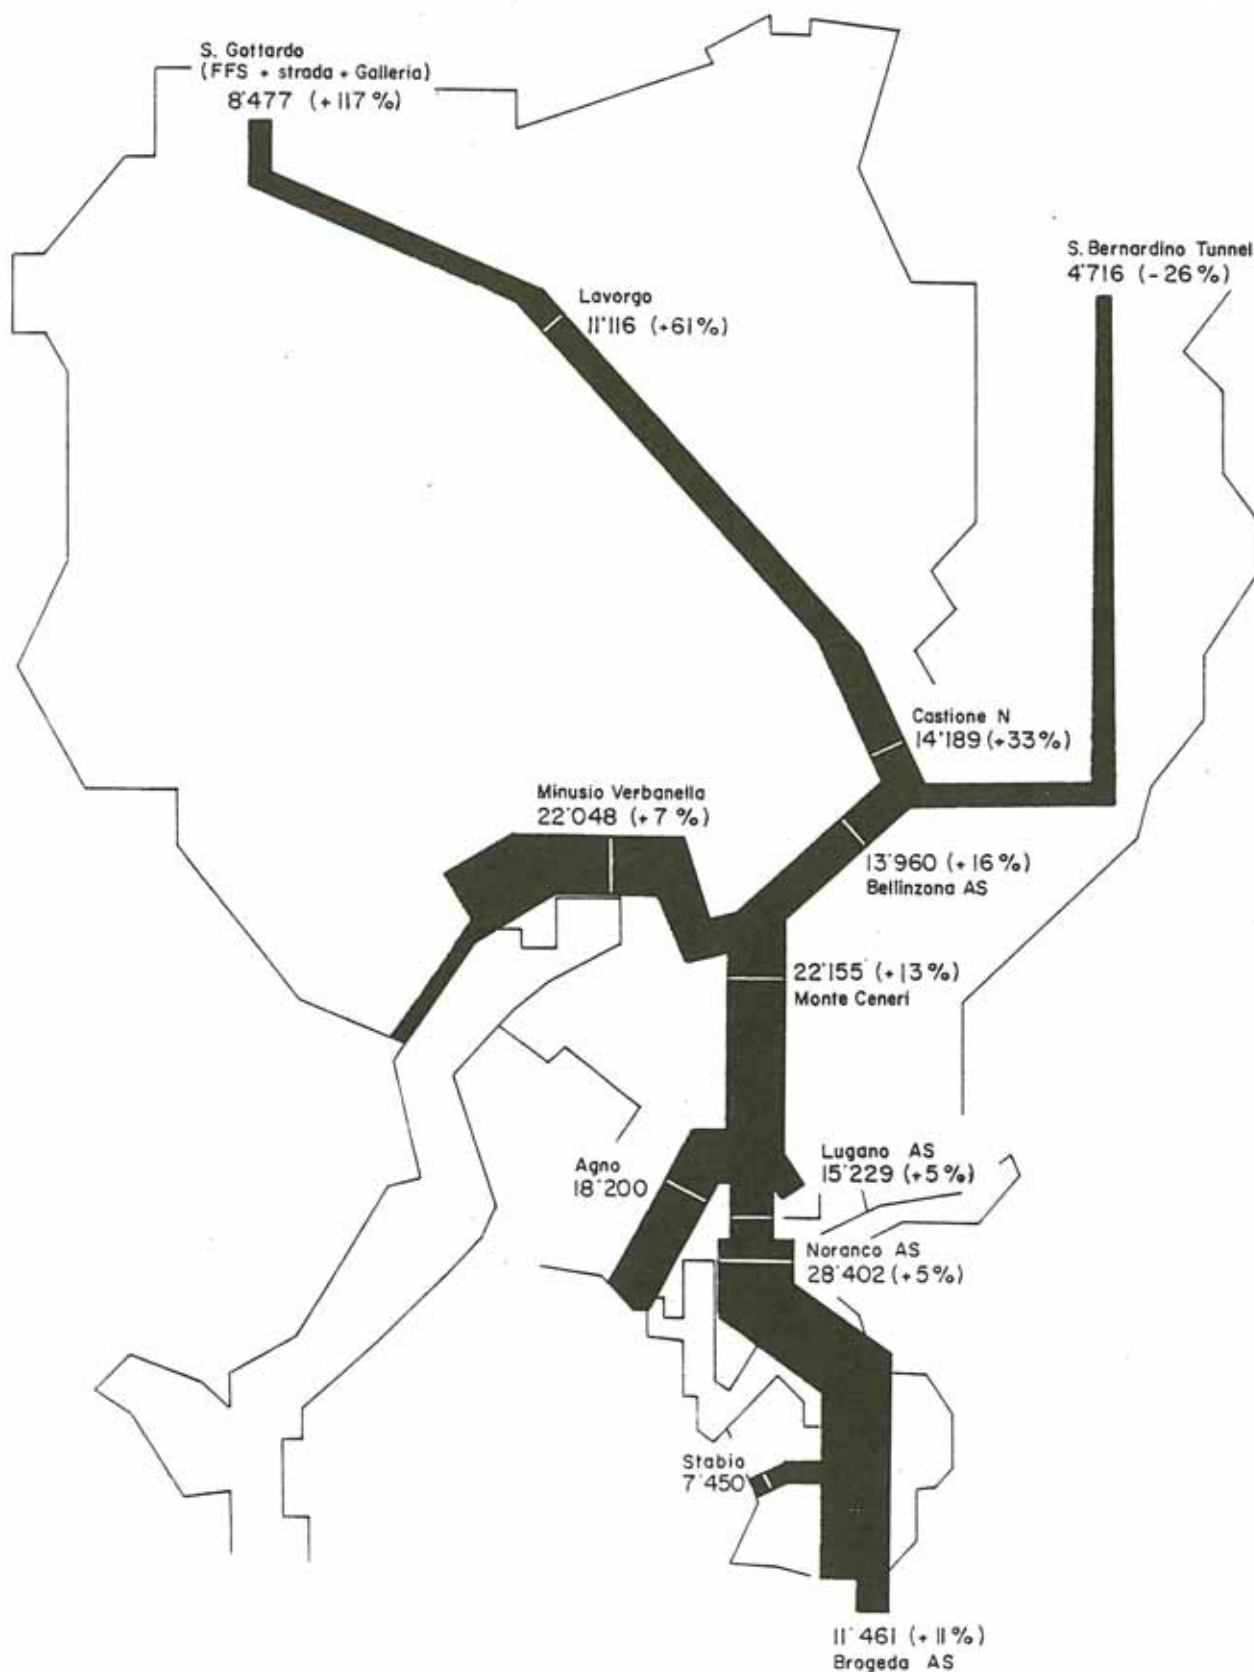 S. Gottardo
(FFS + strada + Galleria)
8'477 (+117%)
S. Bernardino Tunnel
4'716 (-26%)
Lavorgo
11'116 (+61%)
Castione N
14'189 (+33%)
Minusio Verbanella
22'048 (+7%)
13'960 (+16%)
Bellinzona AS
22'155 (+13%)
Monte Ceneri
Agno
18'200
Lugano AS
15'229 (+5%)
Noranco AS
28'402 (+5%)
Stabio
7'450
11'461 (+11%)
Brogeda AS